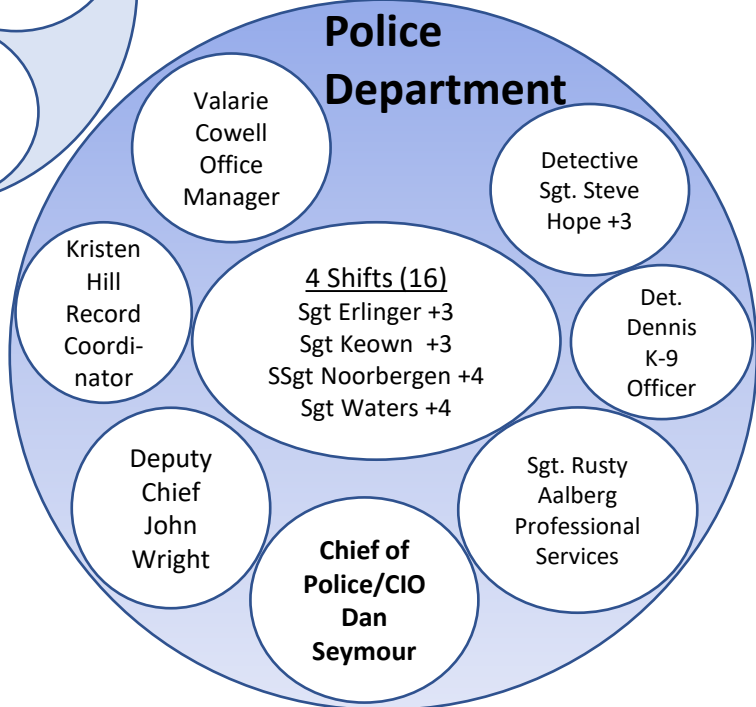 Police
Department
Valarie
Cowell
Office
Manager
Detective
Sgt. Steve
Hope +3
Kristen
Hill
Record
Coordi-
nator
4 Shifts (16)
Sgt Erlinger +3
Sgt Keown  +3
SSgt Noorbergen +4
Sgt Waters +4
Det.
Dennis
K-9
Officer
Deputy
Chief
John
Wright
Sgt. Rusty
Aalberg
Professional
Services
Chief of
Police/CIO
Dan
Seymour